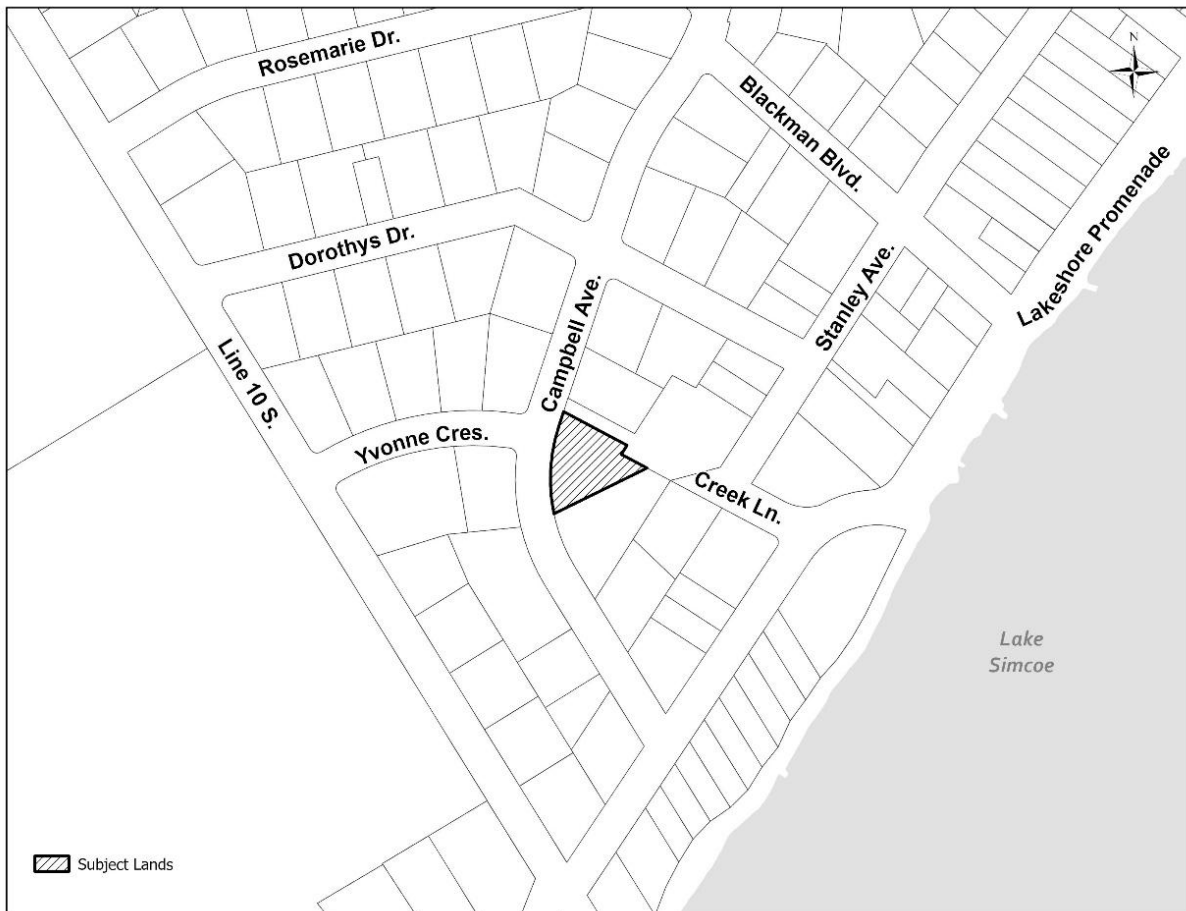 Rosemarie Dr.
N
Blackman Blvd.
Dorothys Dr.
Lakeshore Promenade
Stanley Ave.
Campbell Ave.
Line 10 S.
Yvonne Cres.
Creek Ln.
Lake
Simcoe
Subject Lands